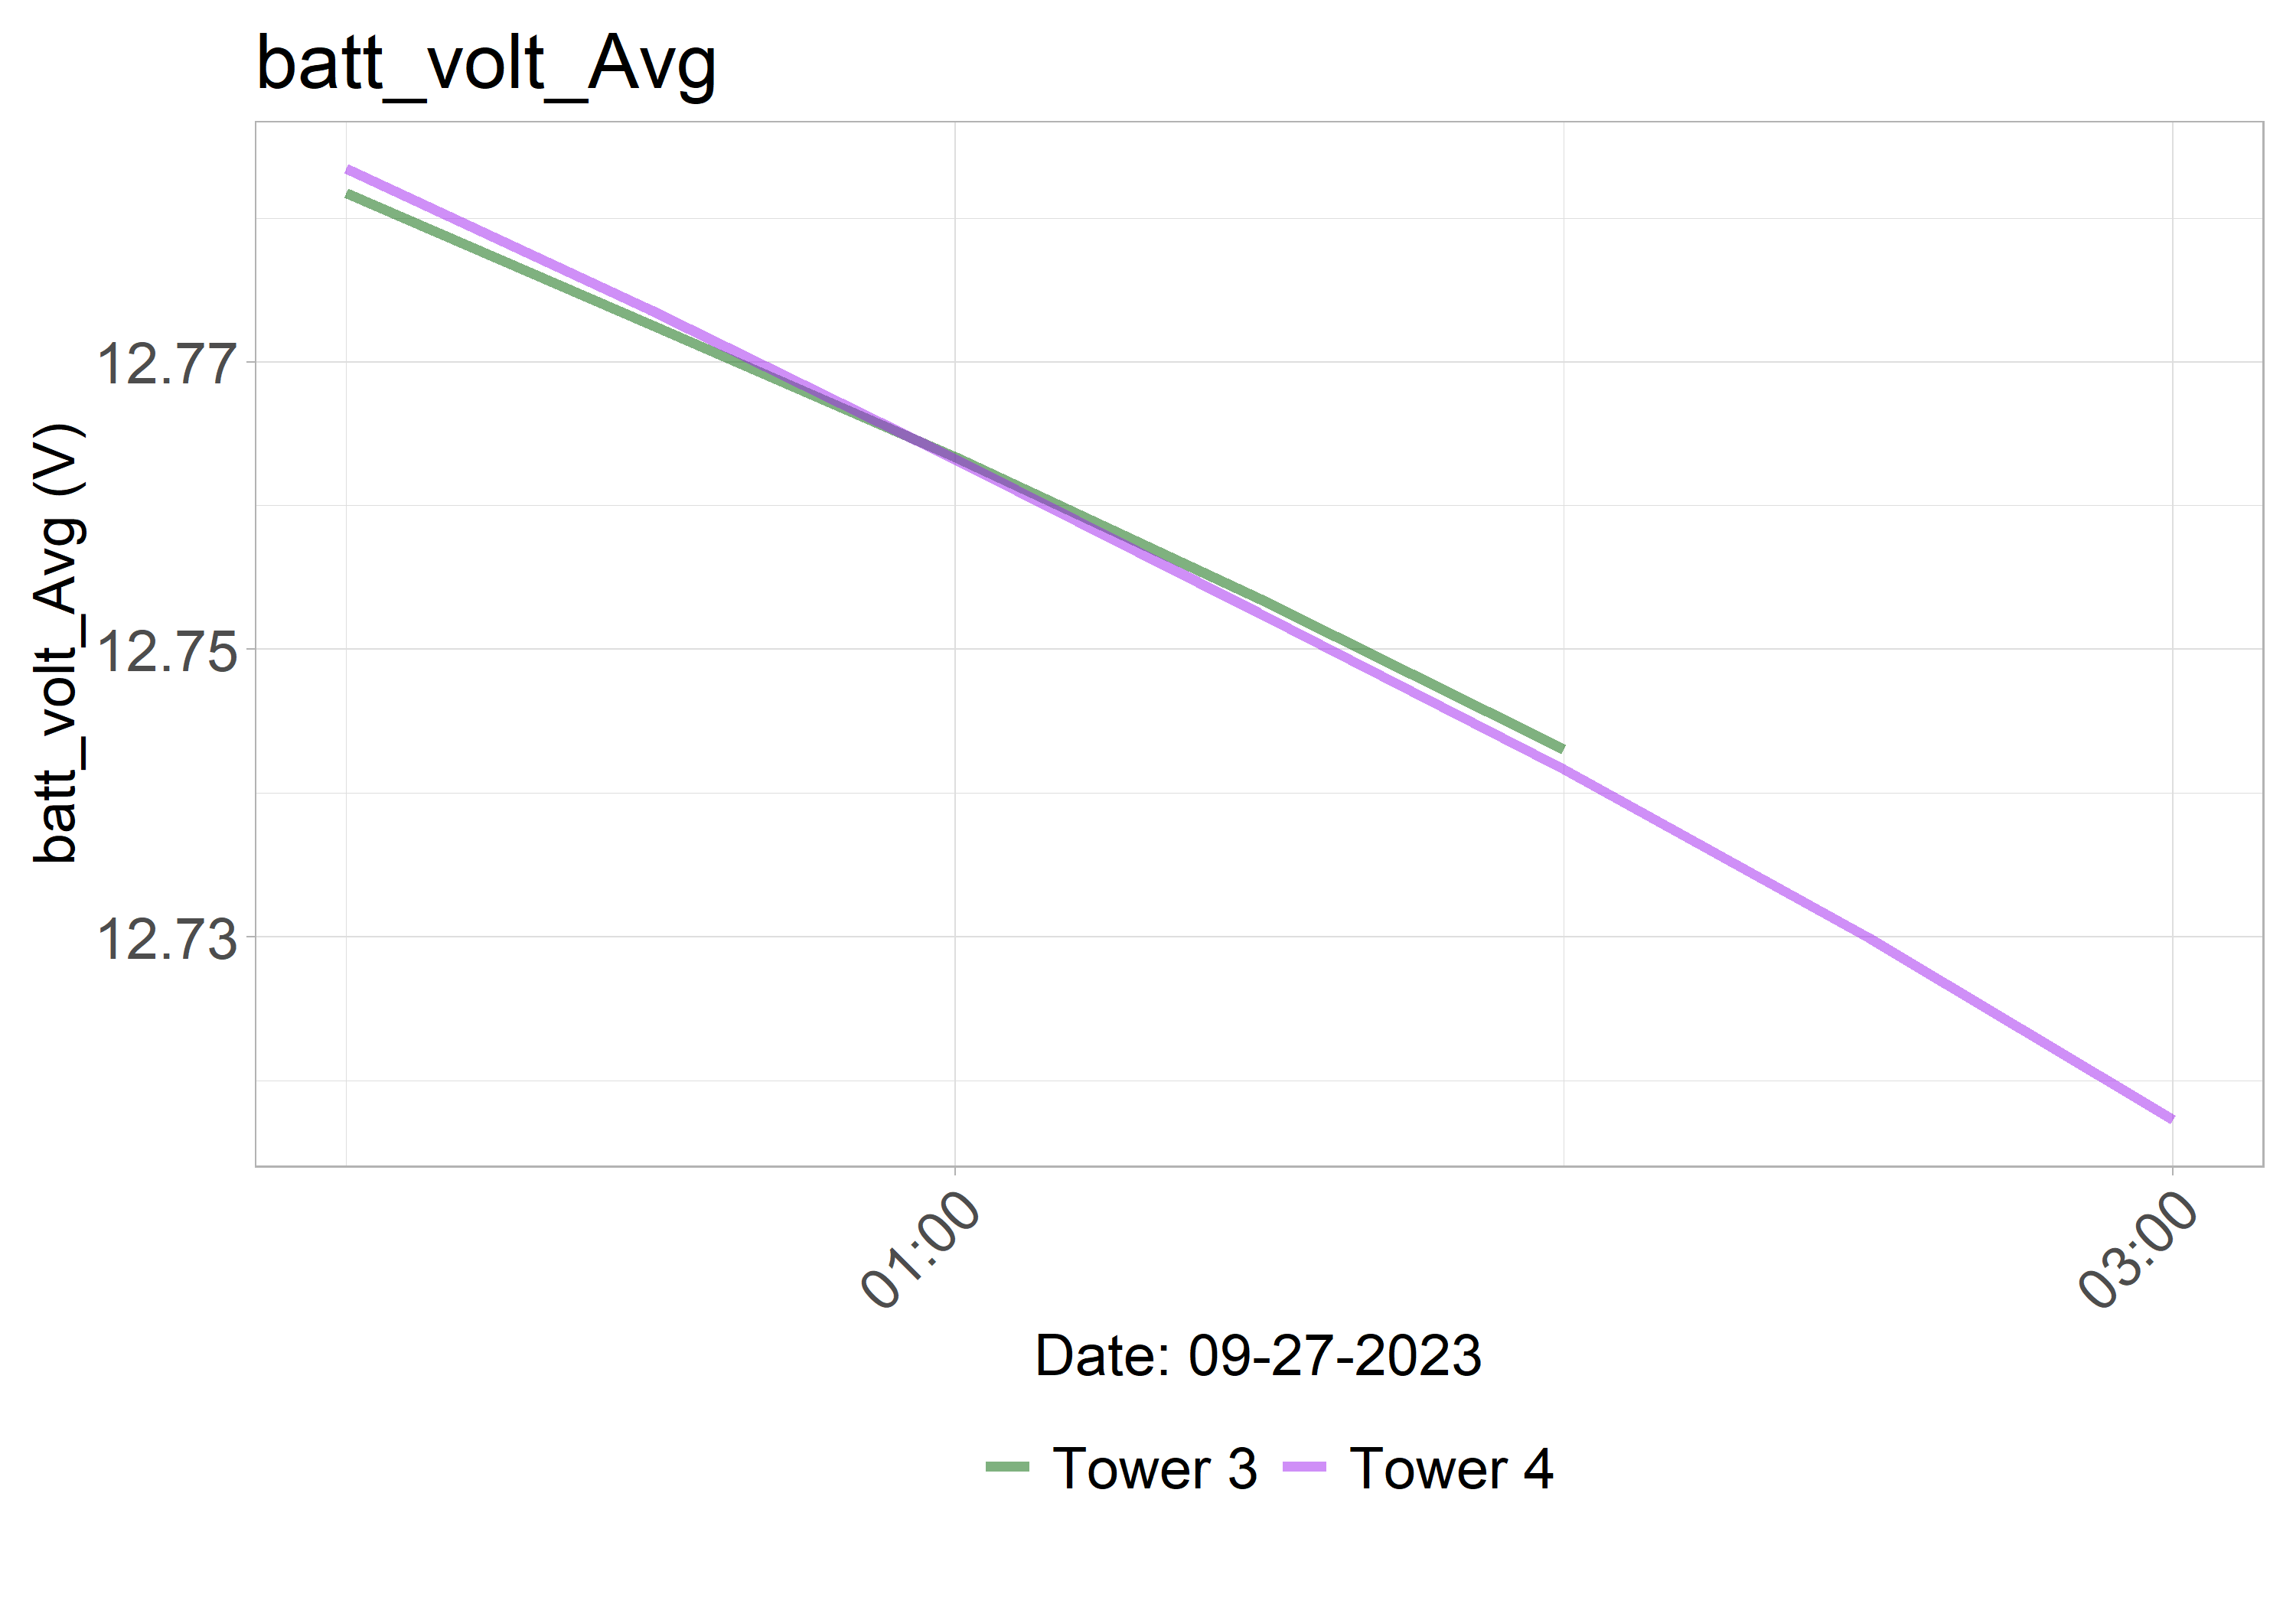 batt_volt_Avg
batt_volt_Avg (V)
12.77
12.75
12.73
01:00
03:00
Date: 09-27-2023
Tower 3
Tower 4